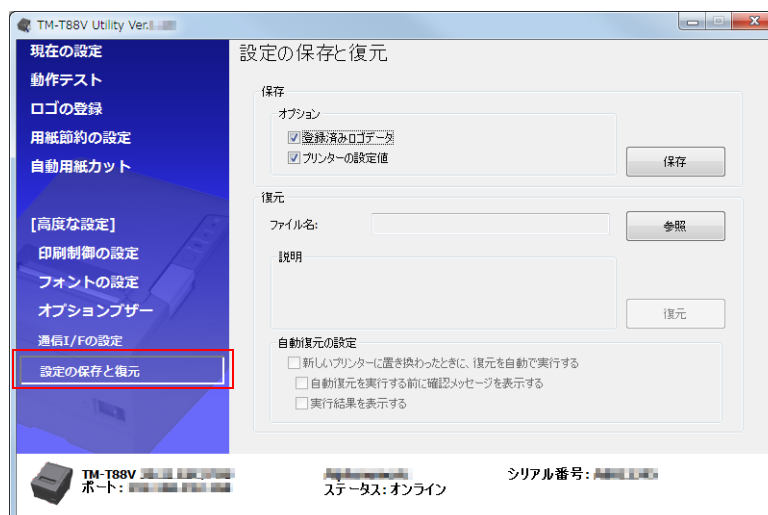 TM-T88V Utility Ver.
現在の設定
動作テスト
ロゴの登録
用紙節約の設定
自動用紙カット
[高度な設定]
印刷制御の設定
フォントの設定
オプションブザー
通信I/Fの設定
設定の保存と復元
設定の保存と復元
保存
オプション
登録済みロゴデータ
プリンターの設定値
保存
復元
ファイル名:
参照
説明
復元
自動復元の設定
新しいプリンターに置き換わったときに、復元を自動で実行する
自動復元を実行する前に確認メッセージを表示する
実行結果を表示する
TM-T88V
ポート:
ステータス: オンライン
シリアル番号: